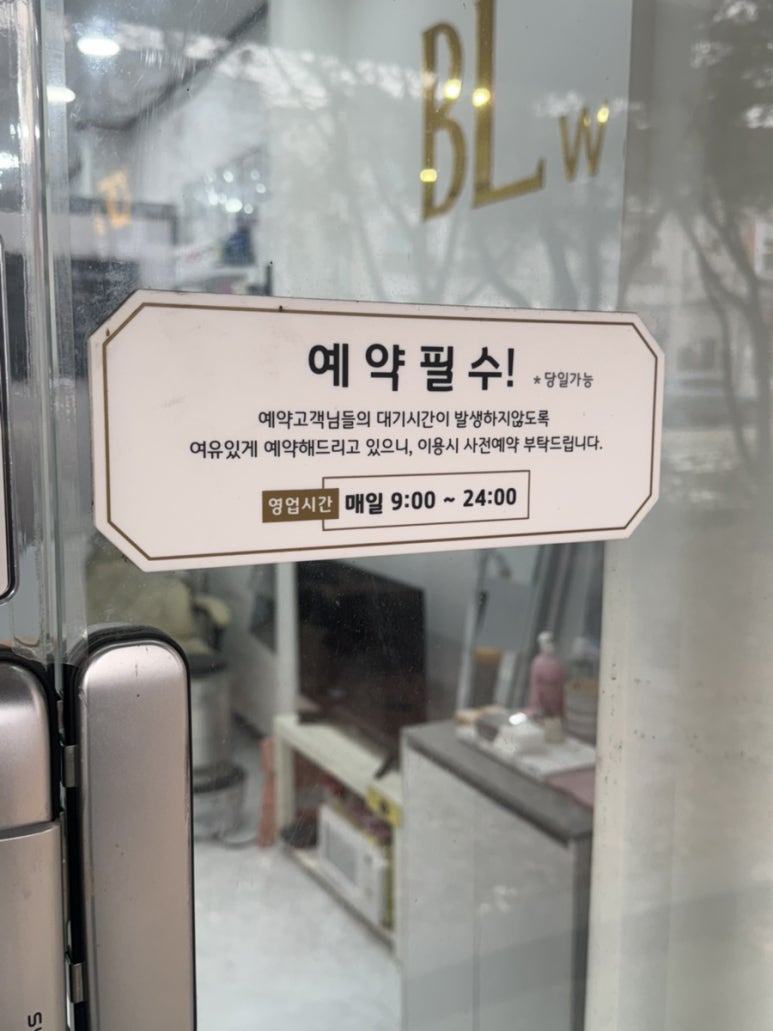 BL W
예약필수! *당일가능
예약고객님들의 대기시간이 발생하지않도록
여유있게 예약해드리고 있으니, 이용시 사전예약 부탁드립니다.
영업시간 매일 9:00 ~ 24:00